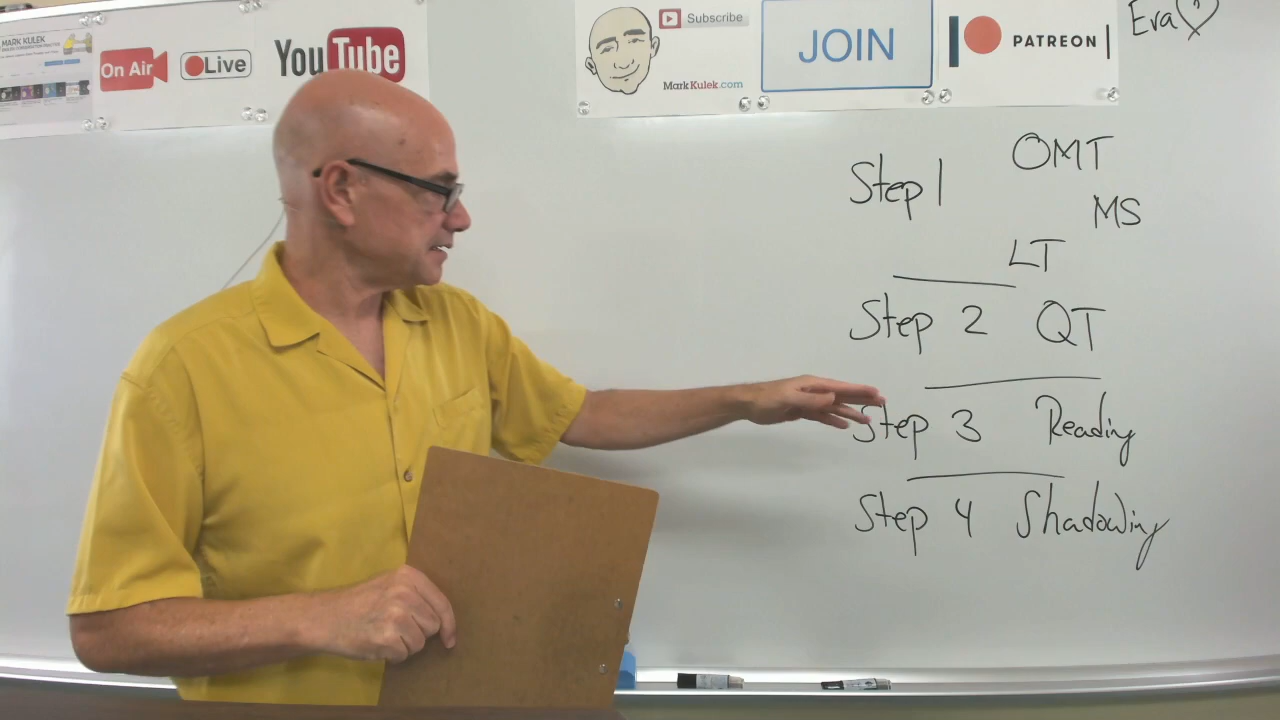 MARK KULEK
On Air
Live
YouTube
Subscribe
MarkKulek.com
JOIN
PATREON
Eva
Step 1
OMT
MS
LT
Step 2 QT
Step 3 Reading
Step 4 Shadowing